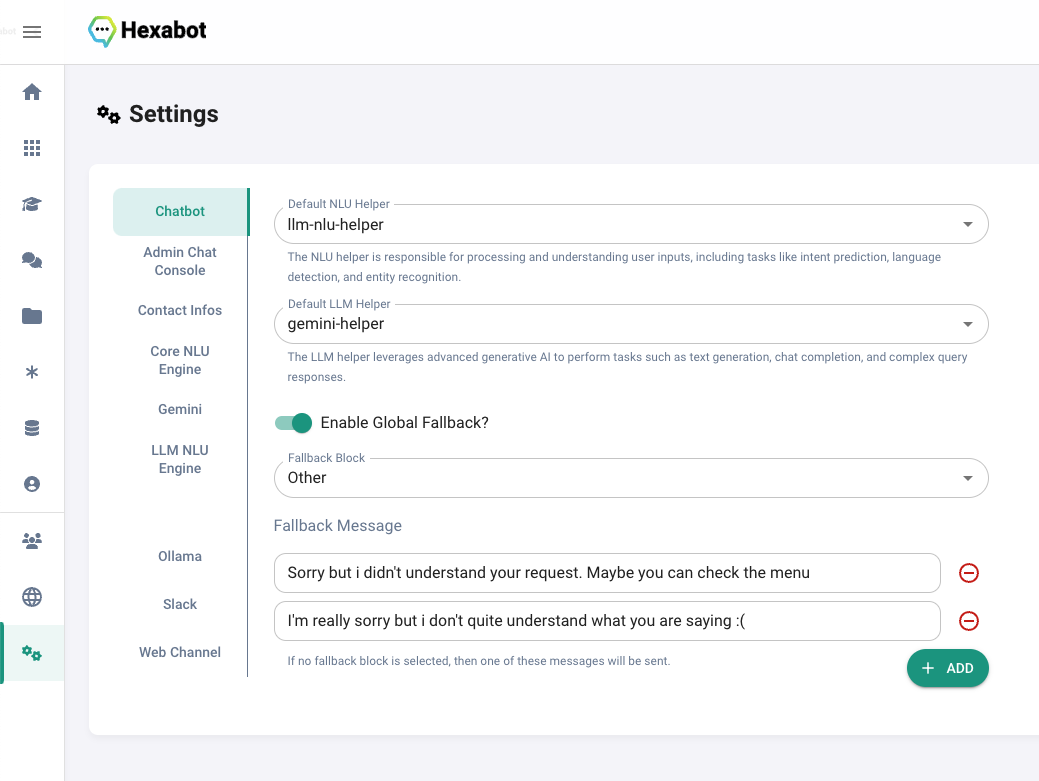 Hexabot
Settings
Chatbot
Admin Chat
Console
Contact Infos
Core NLU
Engine
Gemini
LLM NLU
Engine
Ollama
Slack
Web Channel
Default NLU Helper
llm-nlu-helper
The NLU helper is responsible for processing and understanding user inputs, including tasks like intent prediction, language
detection, and entity recognition.
Default LLM Helper
gemini-helper
The LLM helper leverages advanced generative AI to perform tasks such as text generation, chat completion, and complex query
responses.
Enable Global Fallback?
Fallback Block
Other
Fallback Message
Sorry but i didn't understand your request. Maybe you can check the menu
I'm really sorry but i don't quite understand what you are saying :(
If no fallback block is selected, then one of these messages will be sent.
ADD